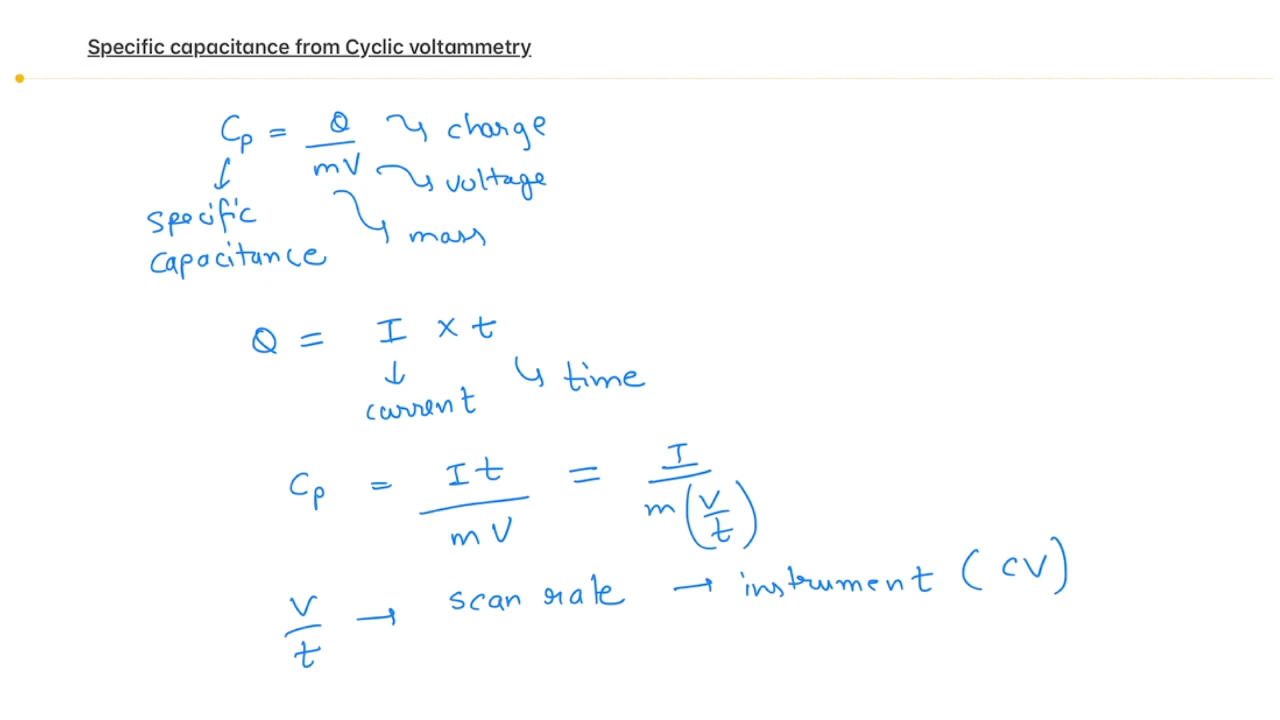 Specific capacitance from Cyclic voltammetry
Cp = Q / mV
charge
voltage
mass
specific
capacitance
Q = I × t
current
time
Cp = It / mV = I / m(V/t)
V/t → scan rate → instrument (CV)